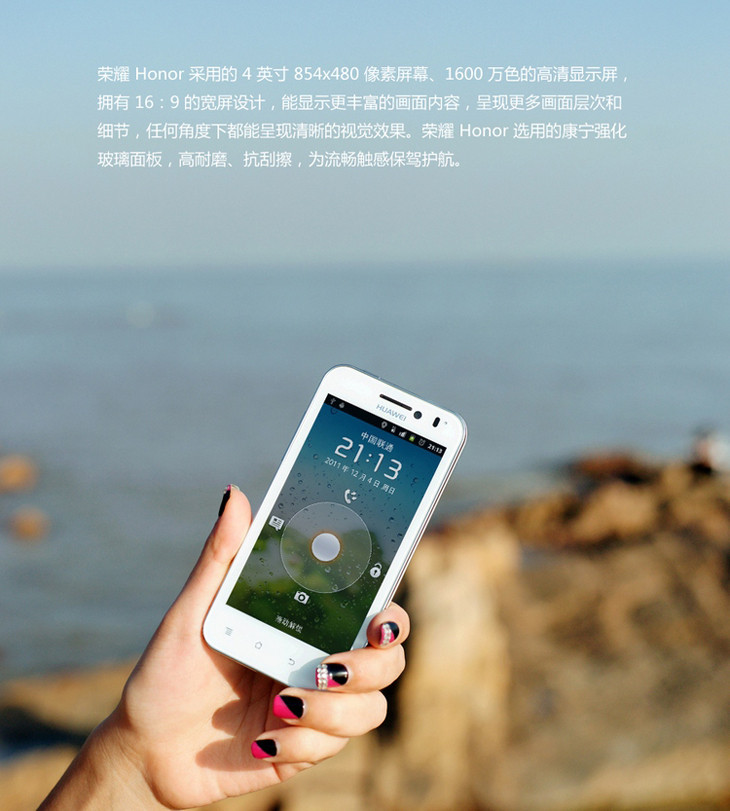 荣耀 Honor 采用的 4 英寸 854x480 像素屏幕、1600 万色的高清显示屏，
拥有 16：9 的宽屏设计，能显示更丰富的画面内容，呈现更多画面层次和
细节，任何角度下都能呈现清晰的视觉效果。荣耀 Honor 选用的康宁强化
玻璃面板，高耐磨、抗刮擦，为流畅触感保驾护航。
HUAWEI
21:13
中国联通
21:13
2011 年 12 月 4 日 周日
滑动解锁